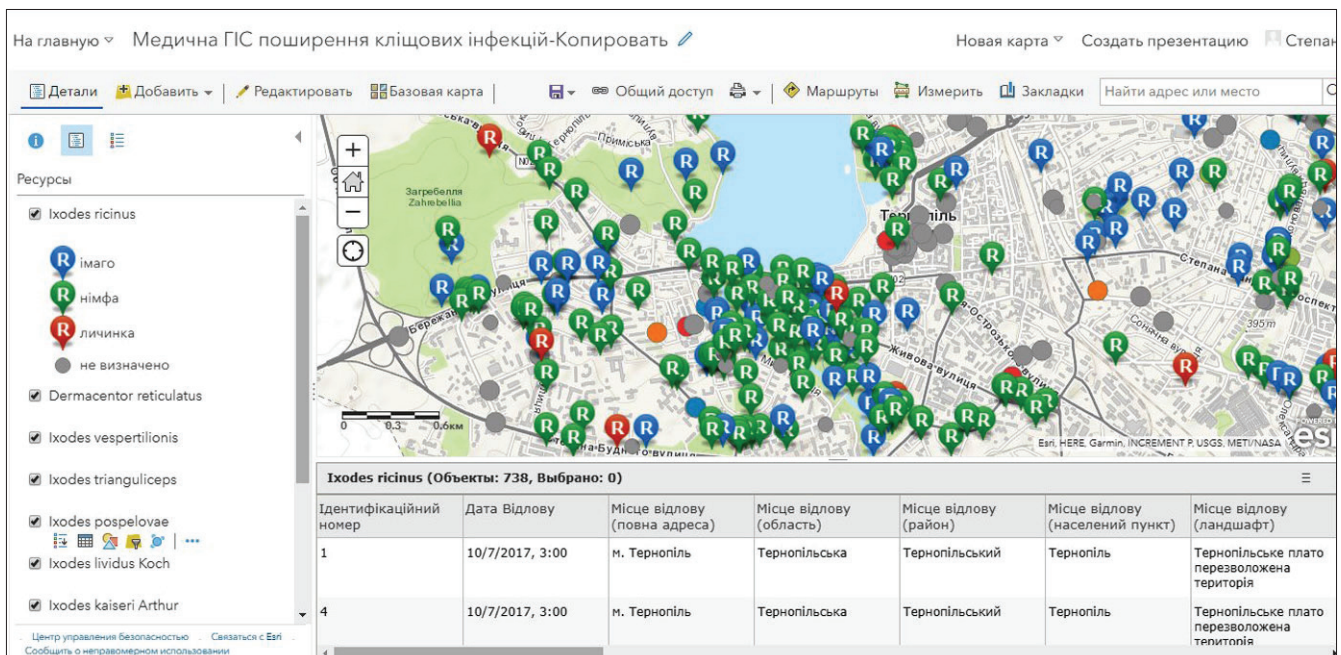 На главную Медична ГІС поширення кліщових інфекцій-Копировать Новая карта Создать презентацию Степан
Детали Добавить Редактировать Базовая карта Общий доступ Маршруты Измерить Закладки Найти адрес или место
Ресурсы
Ixodes ricinus
R імаго
R німфа
R личинка
не визначено
Dermacentor reticulatus
Ixodes vespertilionis
Ixodes trianguliceps
Ixodes pospelovae
Ixodes lividus Koch
Ixodes kaiseri Arthur
Центр управления безопасностью . Связаться с Esri .
Сообщить о неправомерном использовании
Приміська
N02
Загребелля
Zahrebellia
395m
Сонячна
Живова вулиця
0 0.3 0.6км
Esri, HERE, Garmin, INCREMENT P, USGS, METI/NASA
POWERED
esri
Ixodes ricinus (Объекты: 738, Выбрано: 0)
Ідентифікаційний номер Дата Відлову Місце відлову (повна адреса) Місце відлову (область) Місце відлову (район) Місце відлову (населений пункт) Місце відлову (ландшафт)
1 10/7/2017, 3:00 м. Тернопіль Тернопільська Тернопільський Тернопіль Тернопільське плато
перезволожена
територія
4 10/7/2017, 3:00 м. Тернопіль Тернопільська Тернопільський Тернопіль Тернопільське плато
перезволожена
територія